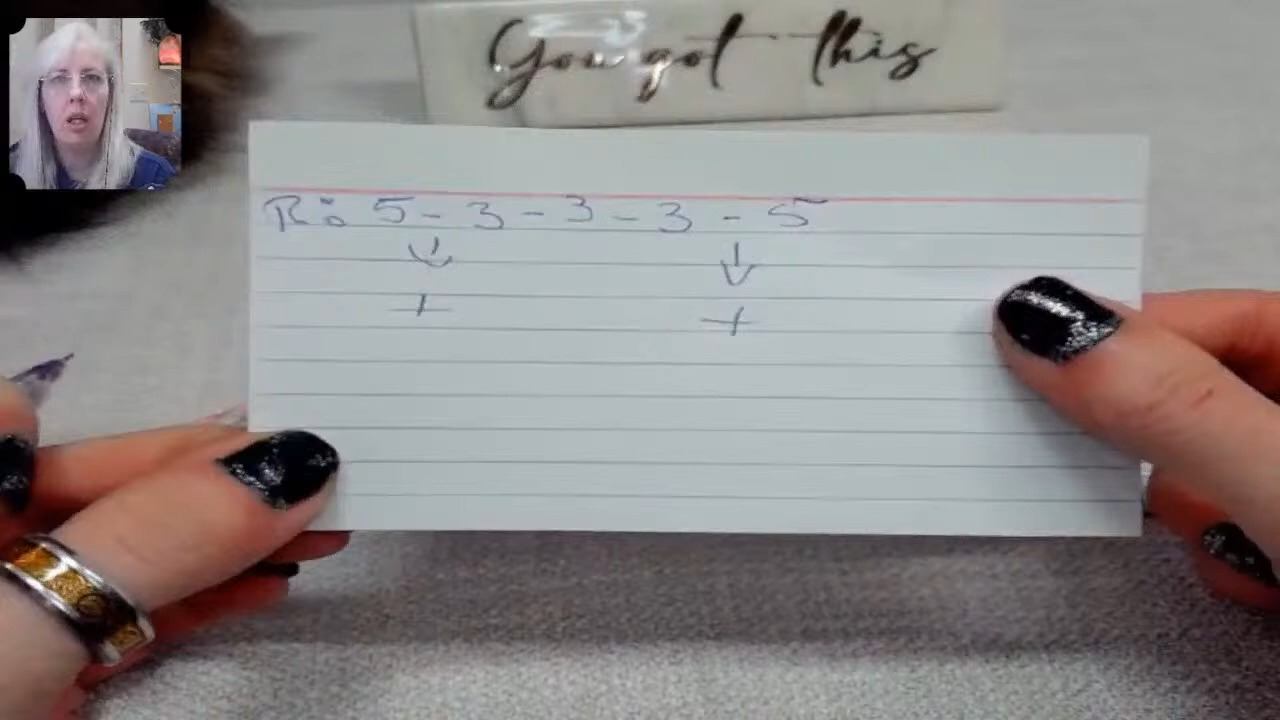 You got this
R: 5 - 3 - 3 - 3 - 5
↓ ↓
+ +